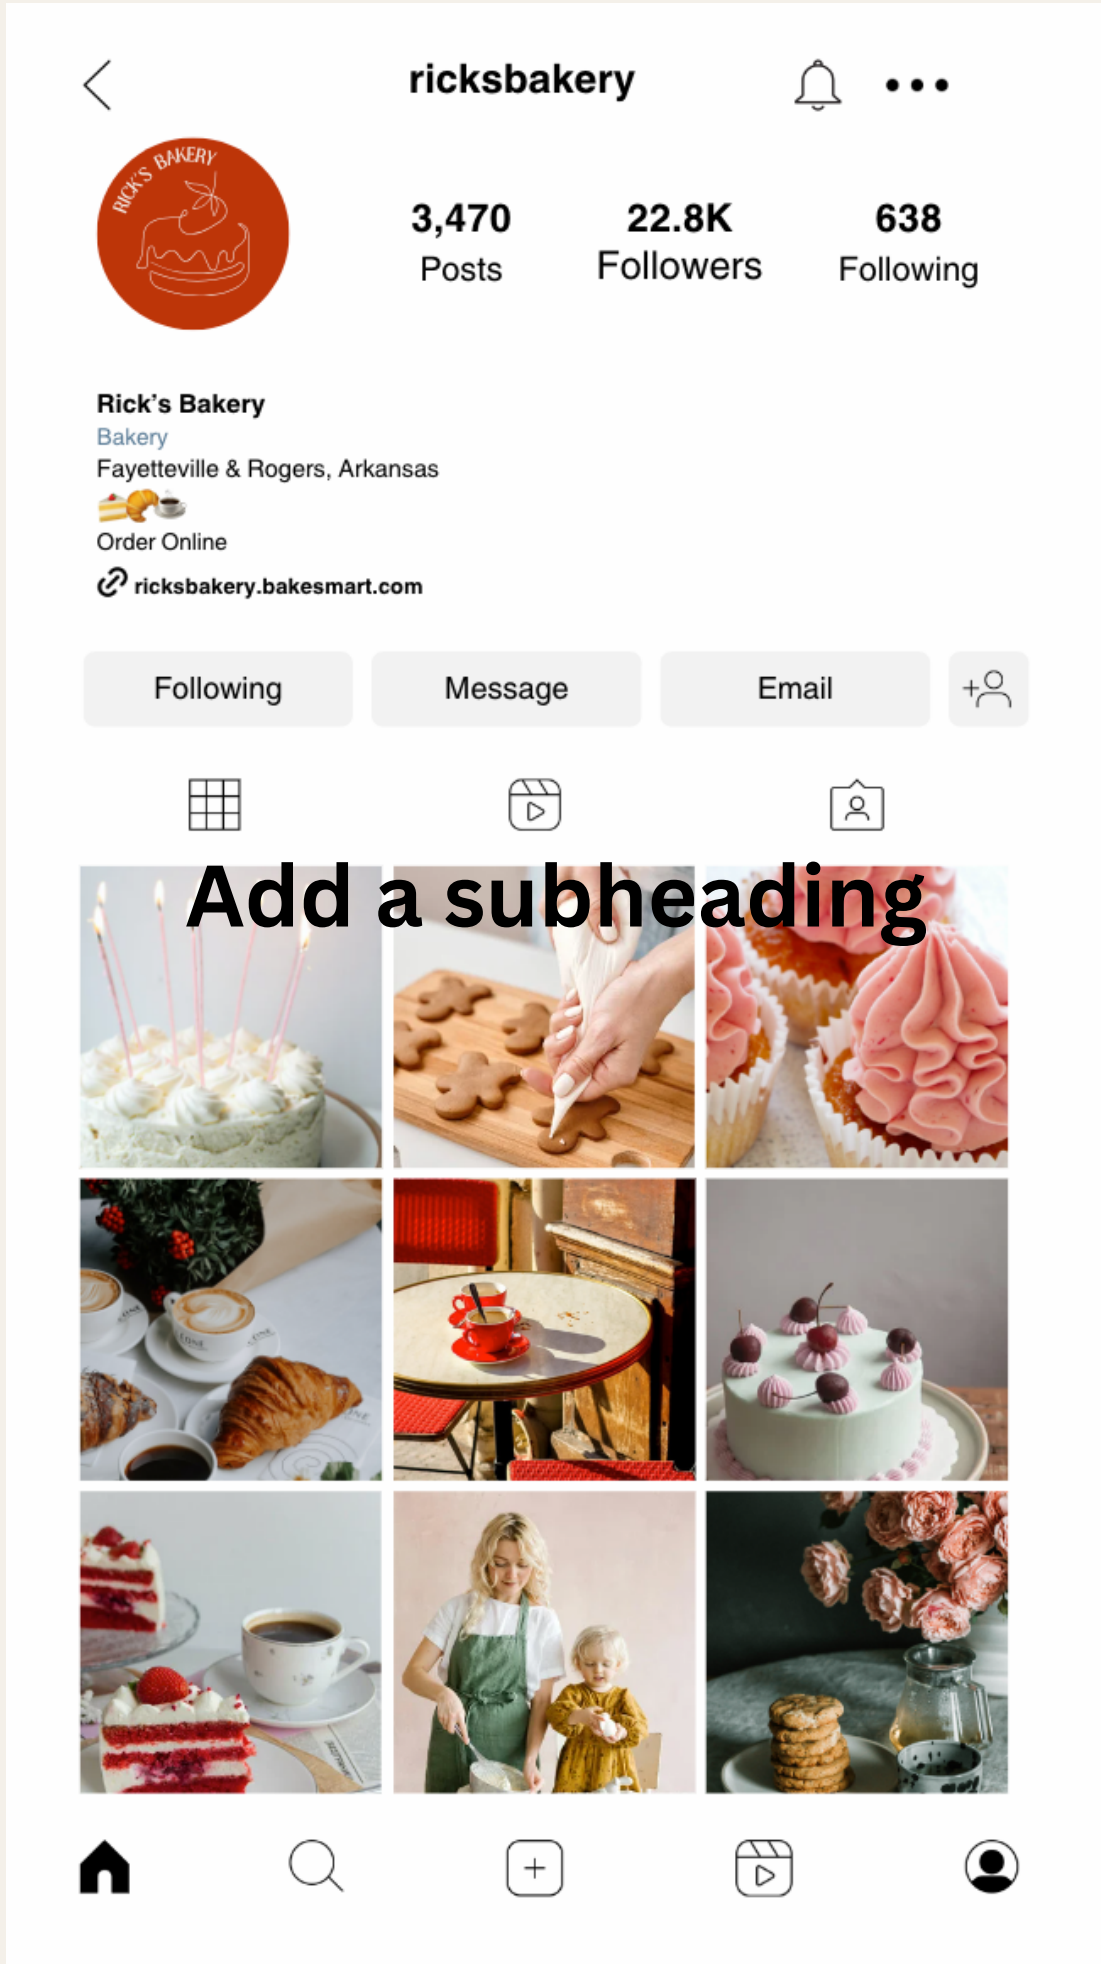 ricksbakery
RICK'S BAKERY
3,470
Posts
22.8K
Followers
638
Following
Rick’s Bakery
Bakery
Fayetteville & Rogers, Arkansas
Order Online
ricksbakery.bakesmart.com
Following
Message
Email
Add a subheading